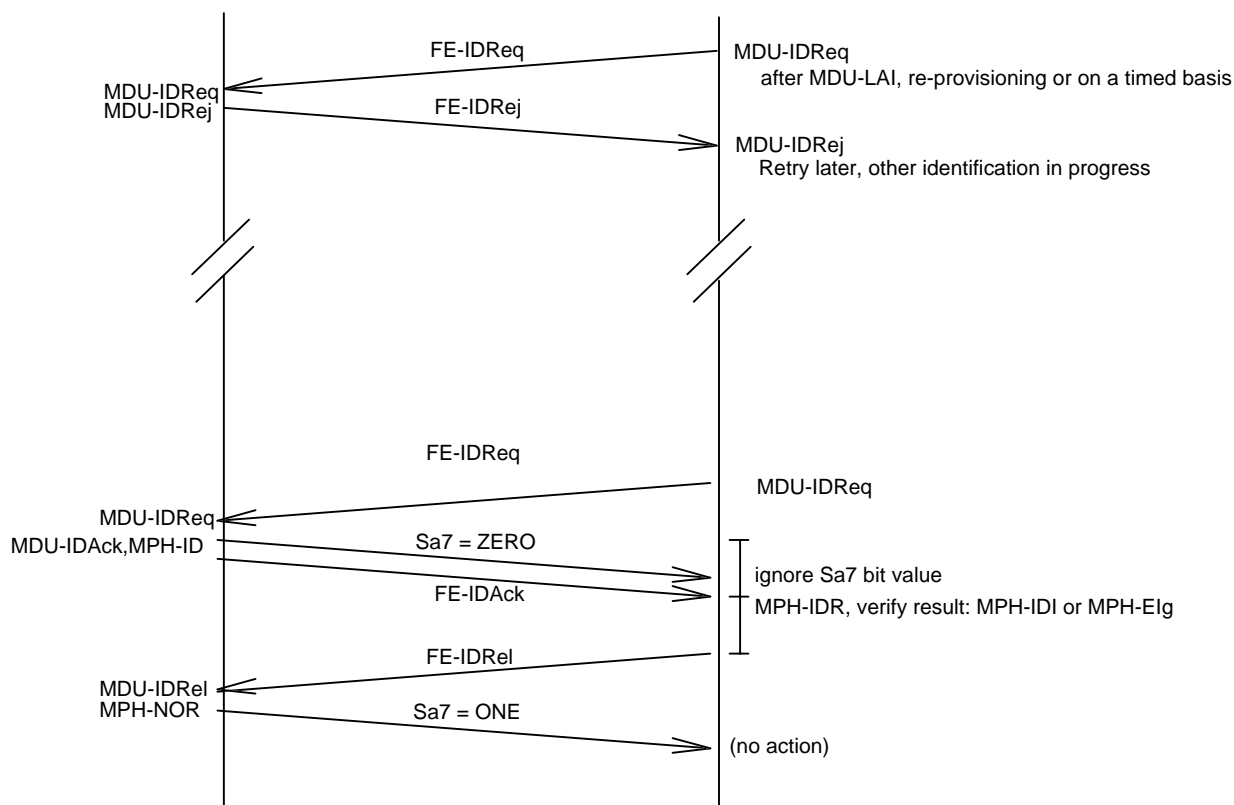 FE-IDReq
MDU-IDReq
after MDU-LAI, re-provisioning or on a timed basis
MDU-IDReq
MDU-IDRej
FE-IDRej
MDU-IDRej
Retry later, other identification in progress
FE-IDReq
MDU-IDReq
MDU-IDReq
MDU-IDAck,MPH-ID
Sa7 = ZERO
ignore Sa7 bit value
FE-IDAck
MPH-IDR, verify result: MPH-IDI or MPH-EIg
FE-IDRel
MDU-IDRel
MPH-NOR
Sa7 = ONE
(no action)